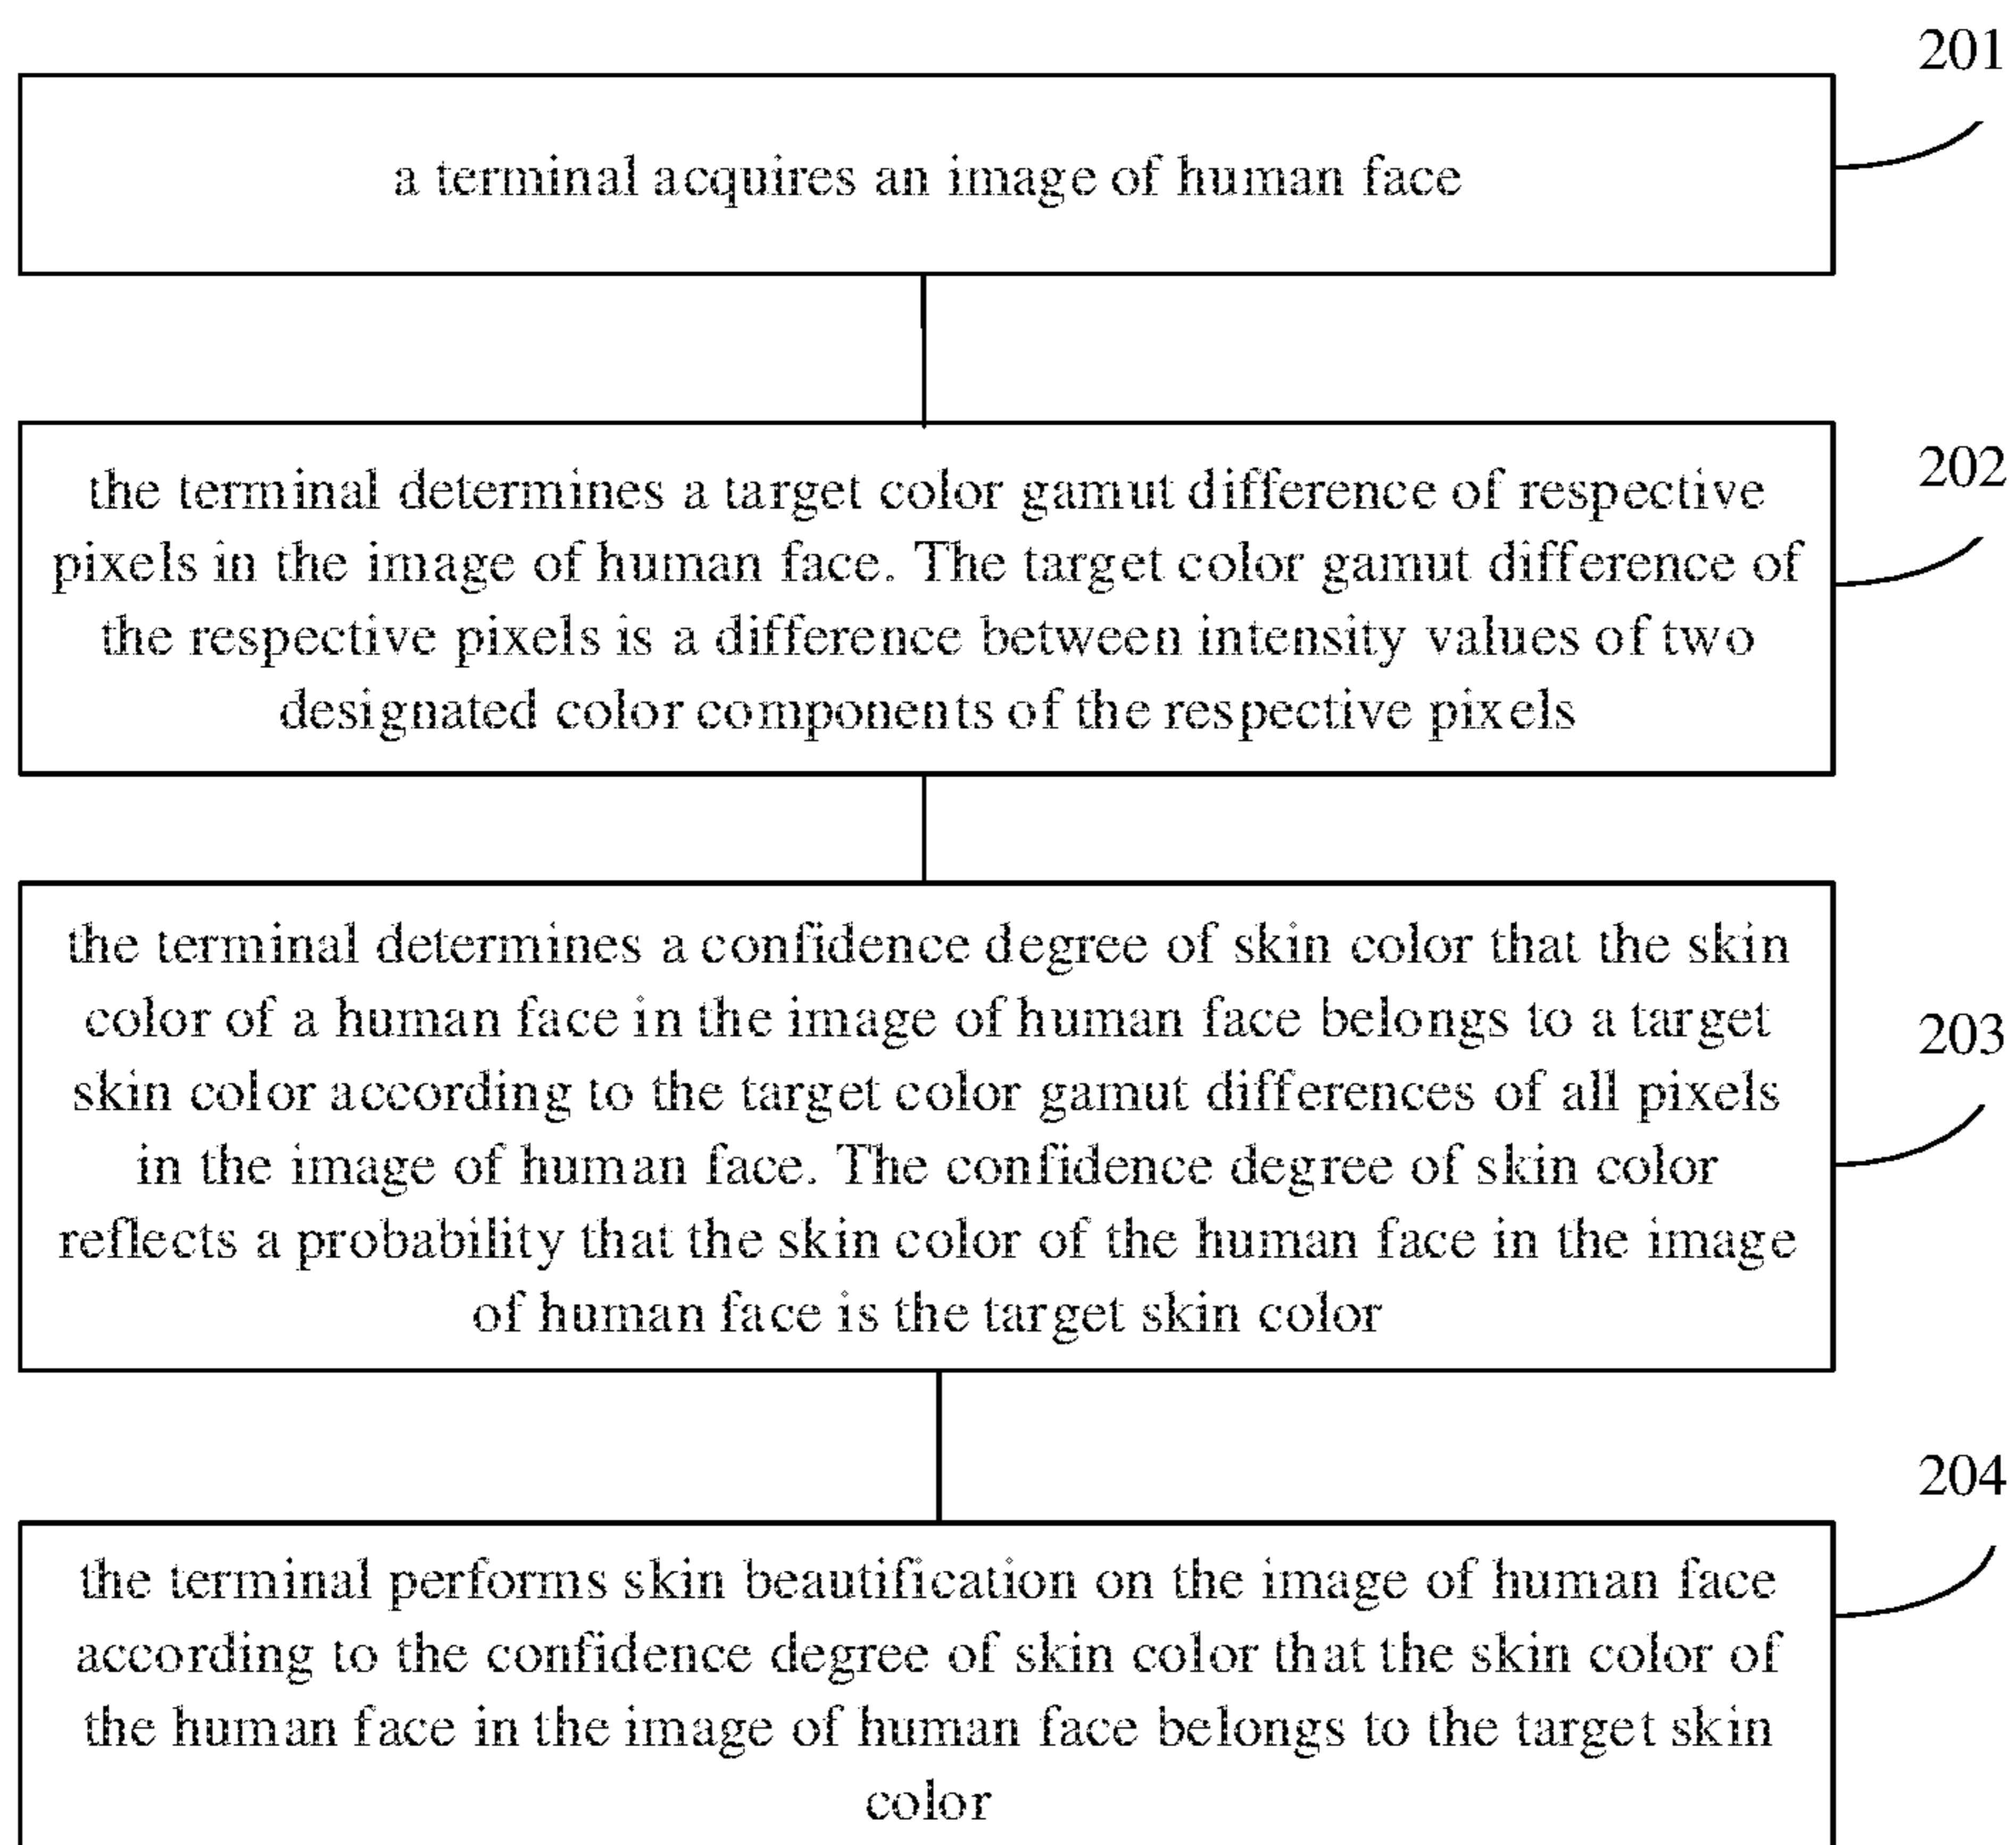 201
a terminal acquires an image of human face
202
the terminal determines a target color gamut difference of respective
pixels in the image of human face. The target color gamut difference of
the respective pixels is a difference between intensity values of two
designated color components of the respective pixels
the terminal determines a confidence degree of skin color that the skin
color of a human face in the image of human face belongs to a target
203
skin color according to the target color gamut differences of all pixels
in the image of human face. The confidence degree of skin color
reflects a probability that the skin color of the human face in the image
of human face is the target skin color
204
the terminal performs skin beautification on the image of human face
according to the confidence degree of skin color that the skin color of
the human face in the image of human face belongs to the target skin
color